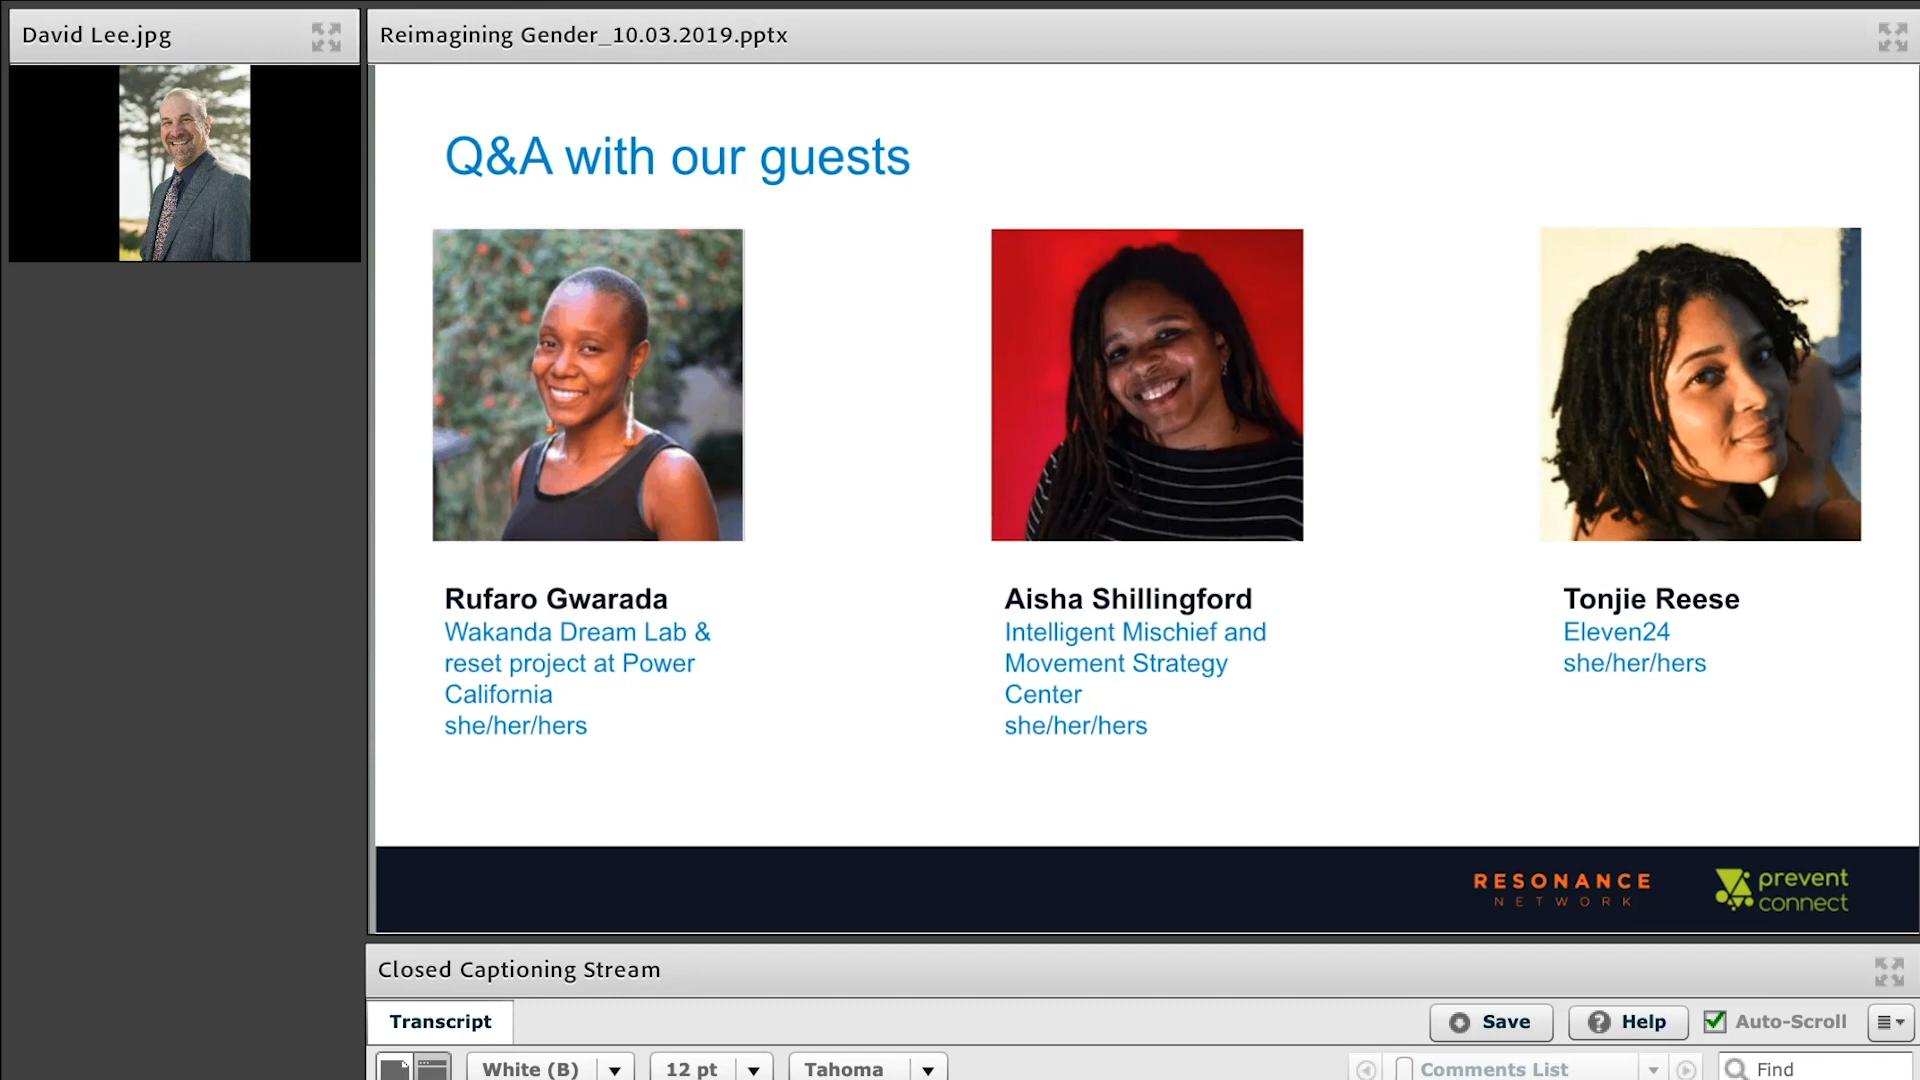 David Lee.jpg
Reimagining Gender_10.03.2019.pptx
Q&A with our guests
Rufaro Gwarada
Wakanda Dream Lab &
reset project at Power
California
she/her/hers
Aisha Shillingford
Intelligent Mischief and
Movement Strategy
Center
she/her/hers
Tonjie Reese
Eleven24
she/her/hers
RESONANCE
NETWORK
prevent
connect
Closed Captioning Stream
Transcript
Save
Help
Auto-Scroll
White (B)
12 pt
Tahoma
Comments List
Find